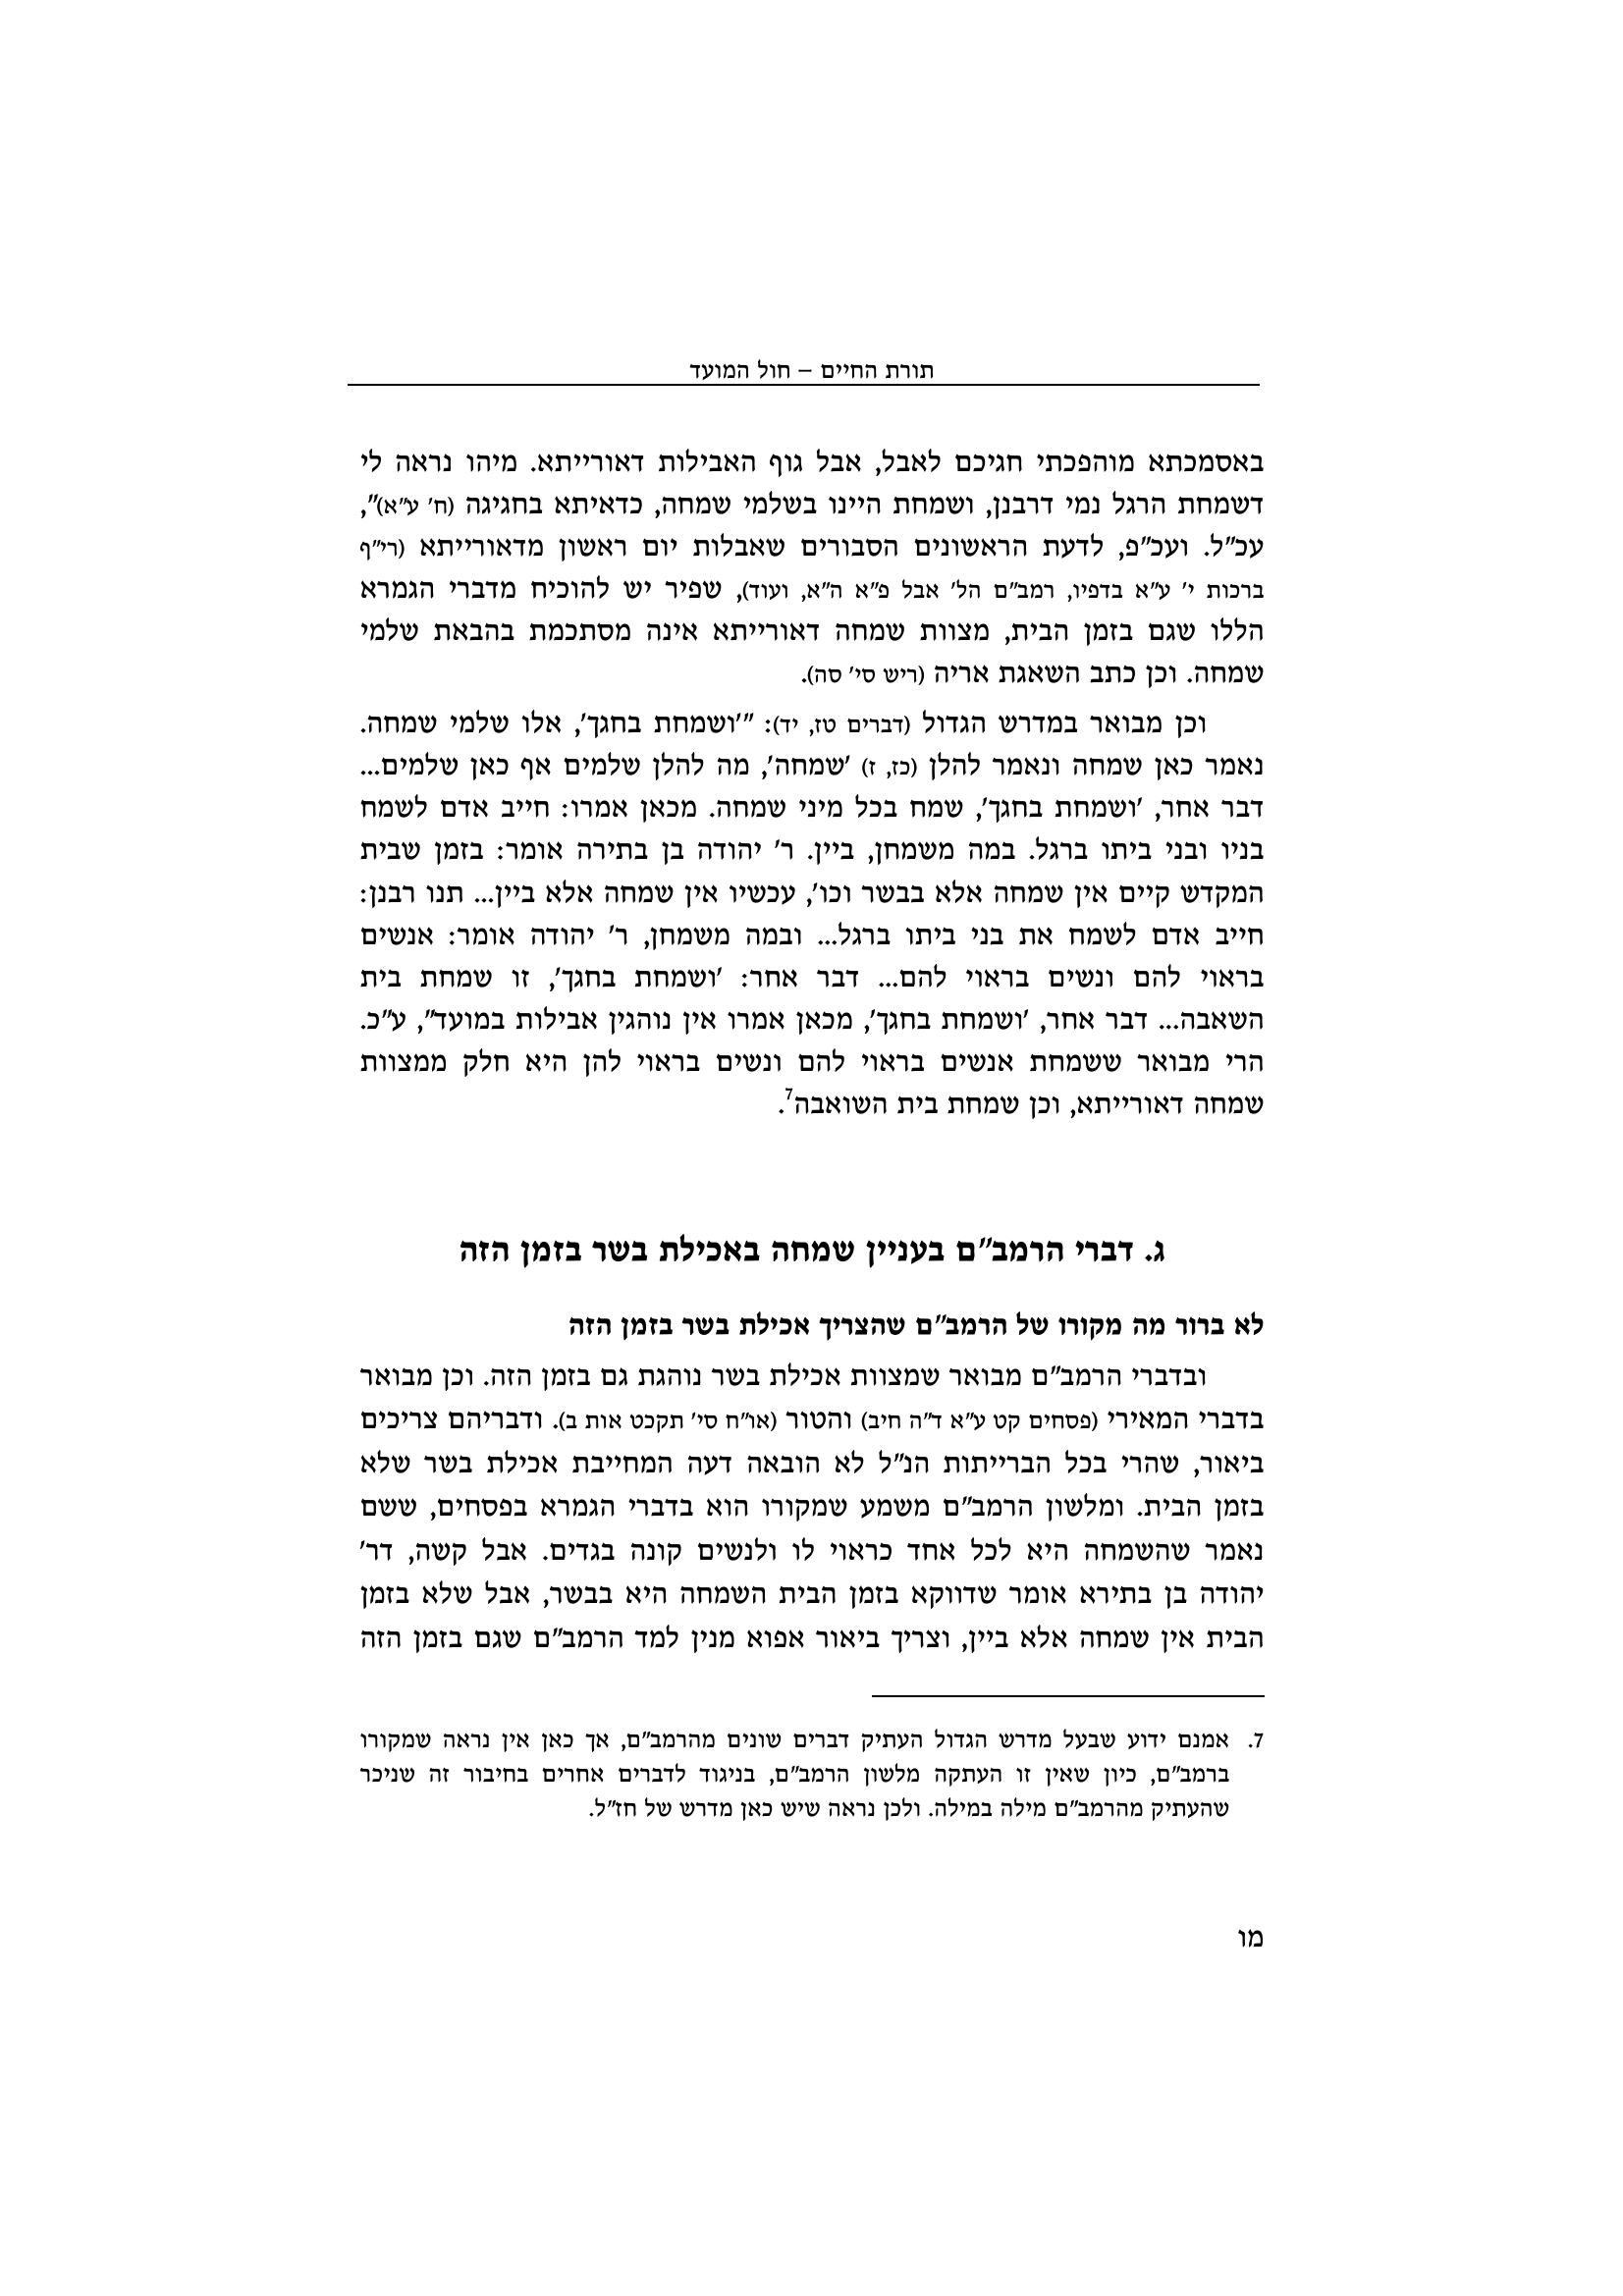 תורת החיים – חול המועד
באסמכתא מוהפכתי חגיכם לאבל, אבל גוף האבילות דאורייתא. מיהו נראה לי
דשמחת הרגל נמי דרבנן, ושמחת היינו בשלמי שמחה, כדאיתא בחגיגה (ח' ע"א)",
עכ"ל. ועכ"פ, לדעת הראשונים הסבורים שאבלות יום ראשון מדאורייתא (רי"ף
ברכות י' ע"א בדפיו, רמב"ם הל' אבל פ"א ה"א, ועוד), שפיר יש להוכיח מדברי הגמרא
הללו שגם בזמן הבית, מצוות שמחה דאורייתא אינה מסתכמת בהבאת שלמי
שמחה. וכן כתב השאגת אריה (ריש סי' סה).
וכן מבואר במדרש הגדול (דברים טז, יד): "'ושמחת בחגך', אלו שלמי שמחה.
נאמר כאן שמחה ונאמר להלן (כז, ז) 'שמחה', מה להלן שלמים אף כאן שלמים...
דבר אחר, 'ושמחת בחגך', שמח בכל מיני שמחה. מכאן אמרו: חייב אדם לשמח
בניו ובני ביתו ברגל. במה משמחן, ביין. ר' יהודה בן בתירה אומר: בזמן שבית
המקדש קיים אין שמחה אלא בבשר וכו', עכשיו אין שמחה אלא ביין... תנו רבנן:
חייב אדם לשמח את בני ביתו ברגל... ובמה משמחן, ר' יהודה אומר: אנשים
בראוי להם ונשים בראוי להם... דבר אחר: 'ושמחת בחגך', זו שמחת בית
השאבה... דבר אחר, 'ושמחת בחגך', מכאן אמרו אין נוהגין אבילות במועד", ע"כ.
הרי מבואר ששמחת אנשים בראוי להם ונשים בראוי להן היא חלק ממצוות
שמחה דאורייתא, וכן שמחת בית השואבה7.
ג. דברי הרמב"ם בעניין שמחה באכילת בשר בזמן הזה
לא ברור מה מקורו של הרמב"ם שהצריך אכילת בשר בזמן הזה
ובדברי הרמב"ם מבואר שמצוות אכילת בשר נוהגת גם בזמן הזה. וכן מבואר
בדברי המאירי (פסחים קט ע"א ד"ה חיב) והטור (או"ח סי' תקכט אות ב). ודבריהם צריכים
ביאור, שהרי בכל הברייתות הנ"ל לא הובאה דעה המחייבת אכילת בשר שלא
בזמן הבית. ומלשון הרמב"ם משמע שמקורו הוא בדברי הגמרא בפסחים, ששם
נאמר שהשמחה היא לכל אחד כראוי לו ולנשים קונה בגדים. אבל קשה, דר'
יהודה בן בתירא אומר שדווקא בזמן הבית השמחה היא בבשר, אבל שלא בזמן
הבית אין שמחה אלא ביין, וצריך ביאור אפוא מנין למד הרמב"ם שגם בזמן הזה
7. אמנם ידוע שבעל מדרש הגדול העתיק דברים שונים מהרמב"ם, אך כאן אין נראה שמקורו
ברמב"ם, כיון שאין זו העתקה מלשון הרמב"ם, בניגוד לדברים אחרים בחיבור זה שניכר
שהעתיק מהרמב"ם מילה במילה. ולכן נראה שיש כאן מדרש של חז"ל.
מו